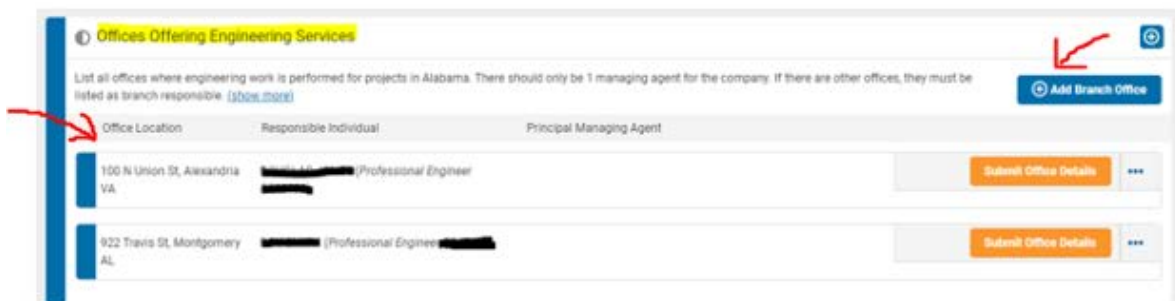 Offices Offering Engineering Services
List all offices where engineering work is performed for projects in Alabama. There should only be 1 managing agent for the company. If there are other offices, they must be
listed as branch responsible. (show more)
Add Branch Office
Office Location Responsible Individual Principal Managing Agent
100 N Union St, Alexandria (Professional Engineer
VA
Submit Office Details
922 Travis St, Montgomery (Professional Engineer
AL
Submit Office Details